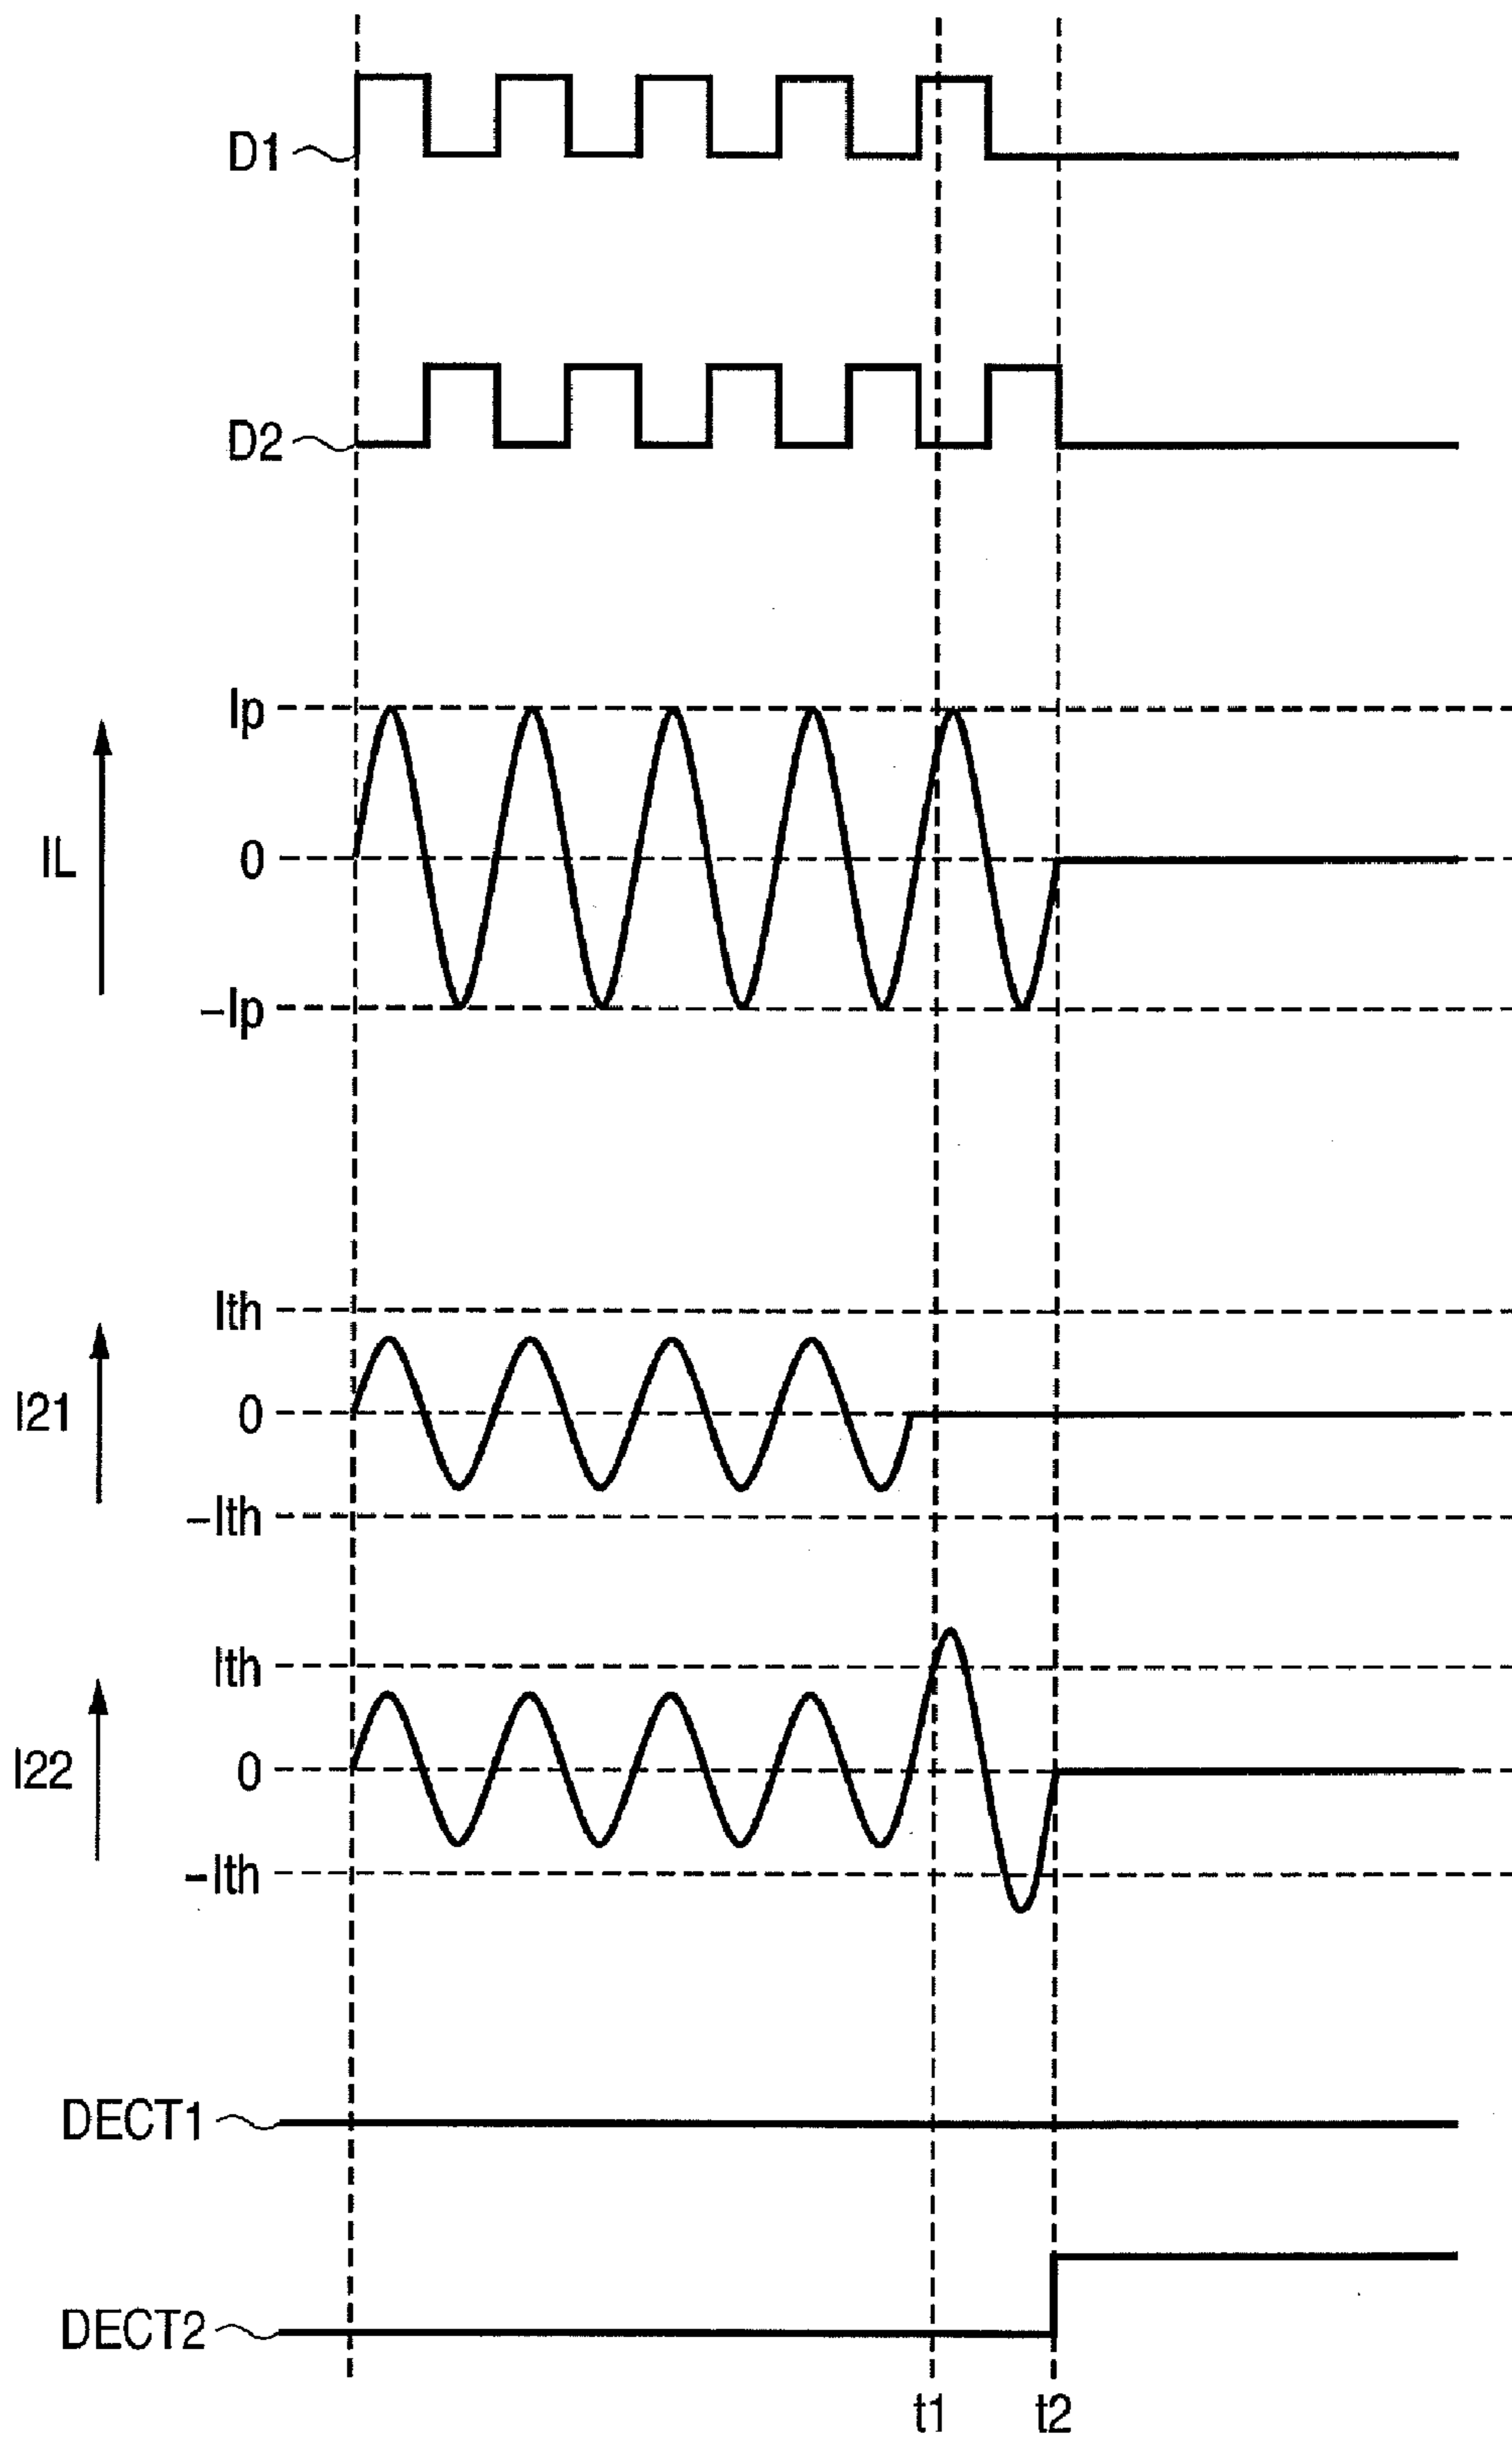 D1
D2
Ip
IL
0
-Ip
Ith
I21
0
-Ith
Ith
I22
0
-Ith
DECT1
DECT2
t1 t2